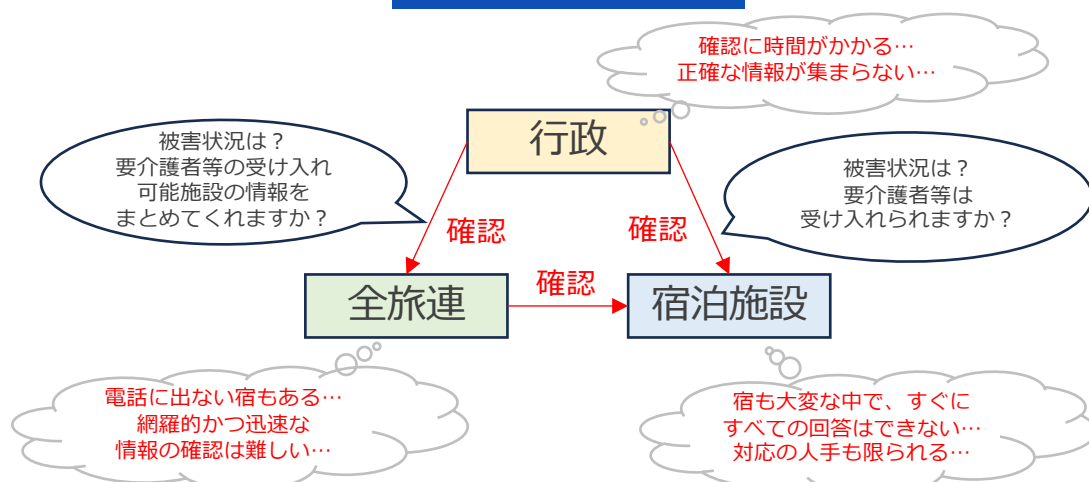 確認に時間がかかる…
正確な情報が集まらない…
行政
被害状況は？
要介護者等の受け入れ
可能施設の情報を
まとめてくれますか？
被害状況は？
要介護者等は
受け入れられますか？
確認
確認
全旅連
確認
宿泊施設
電話に出ない宿もある…
網羅的かつ迅速な
情報の確認は難しい…
宿も大変な中で、すぐに
すべての回答はできない…
対応の人手も限られる…